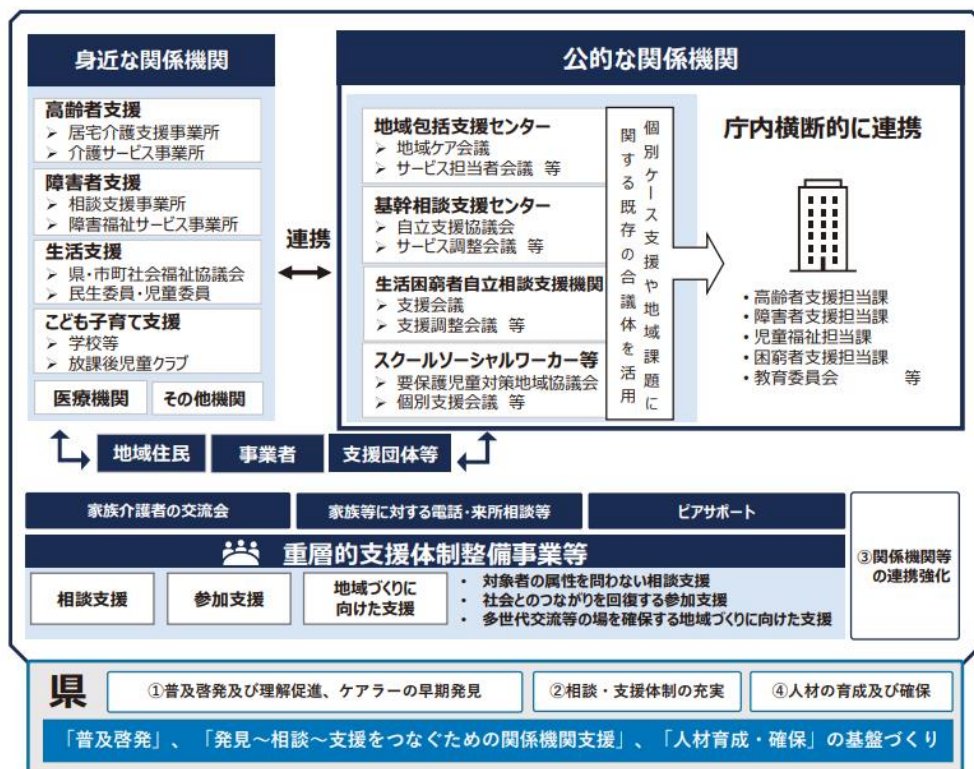 身近な関係機関
高齢者支援
➢ 居宅介護支援事業所
➢ 介護サービス事業所
障害者支援
➢ 相談支援事業所
➢ 障害福祉サービス事業所
生活支援
➢ 県・市町社会福祉協議会
➢ 民生委員・児童委員
こども子育て支援
➢ 学校等
➢ 放課後児童クラブ
医療機関
その他機関
連携
公的な関係機関
地域包括支援センター
➢ 地域ケア会議
➢ サービス担当者会議 等
基幹相談支援センター
➢ 自立支援協議会
➢ サービス調整会議 等
生活困窮者自立相談支援機関
➢ 支援会議
➢ 支援調整会議 等
スクールソーシャルワーカー等
➢ 要保護児童対策地域協議会
➢ 個別支援会議 等
個別ケース支援や地域課題に
関する既存の合議体を活用
庁内横断的に連携
・高齢者支援担当課
・障害者支援担当課
・児童福祉担当課
・困窮者支援担当課
・教育委員会 等
地域住民
事業者
支援団体等
家族介護者の交流会
家族等に対する電話・来所相談等
ピアサポート
重層的支援体制整備事業等
相談支援
参加支援
地域づくりに
向けた支援
• 対象者の属性を問わない相談支援
• 社会とのつながりを回復する参加支援
• 多世代交流等の場を確保する地域づくりに向けた支援
③関係機関等
の連携強化
県
①普及啓発及び理解促進、ケアラーの早期発見
②相談・支援体制の充実
④人材の育成及び確保
「普及啓発」、「発見～相談～支援をつなぐための関係機関支援」、「人材育成・確保」の基盤づくり